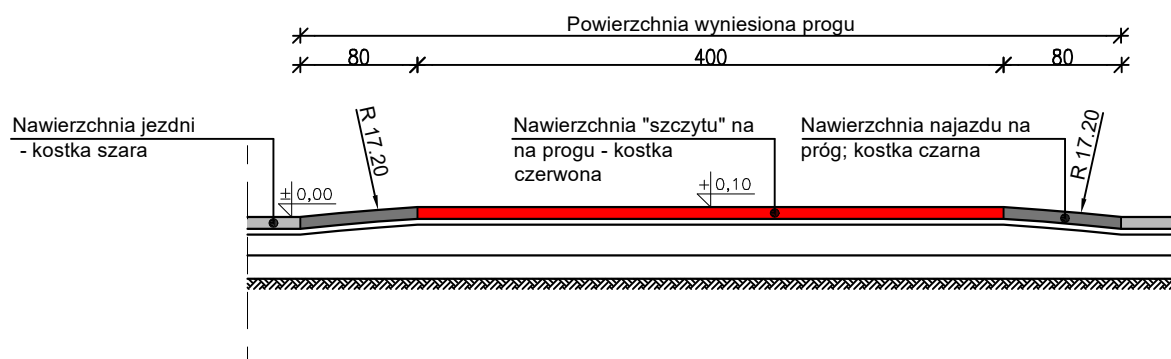 Powierzchnia wyniesiona progu
80
400
80
Nawierzchnia jezdni
- kostka szara
R 17.20
Nawierzchnia "szczytu" na
na progu - kostka
czerwona
Nawierzchnia najazdu na
próg; kostka czarna
R 17.20
±0,00
+0,10